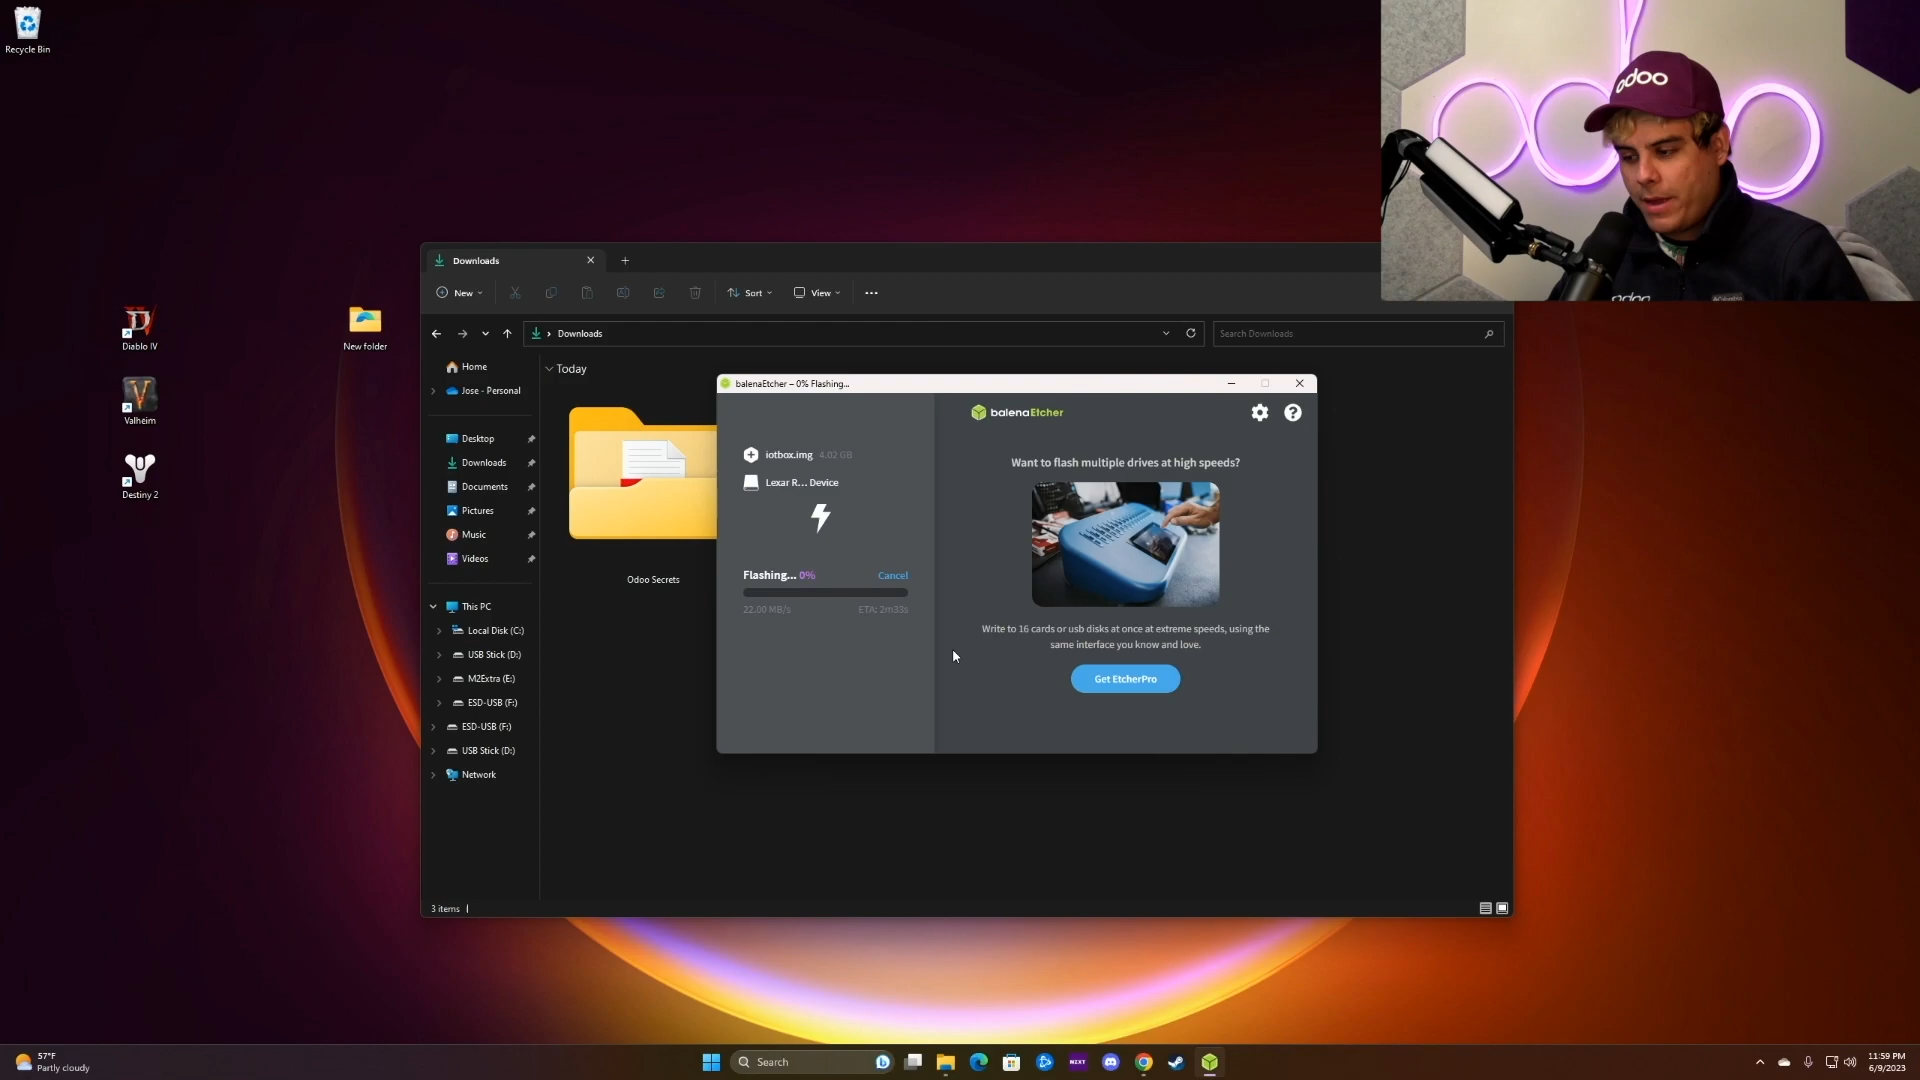 Recycle Bin
odoo
odoo
Downloads
New
Sort
View
Downloads
Search Downloads
Diablo IV
New folder
Valheim
Destiny 2
Home
Jose - Personal
Desktop
Downloads
Documents
Pictures
Music
Videos
This PC
Local Disk (C:)
USB Stick (D:)
M2Extra (E:)
ESD-USB (F:)
ESD-USB (F:)
USB Stick (D:)
Network
Today
Odoo Secrets
balenaEtcher – 0% Flashing...
balenaEtcher
iotbox.img 4.02 GB
Lexar R... Device
Flashing... 0% Cancel
22.00 MB/s ETA: 2m33s
Want to flash multiple drives at high speeds?
Write to 16 cards or usb disks at once at extreme speeds, using the
same interface you know and love.
Get EtcherPro
3 items
57°F
Partly cloudy
Search
NZXT
11:59 PM
6/9/2023